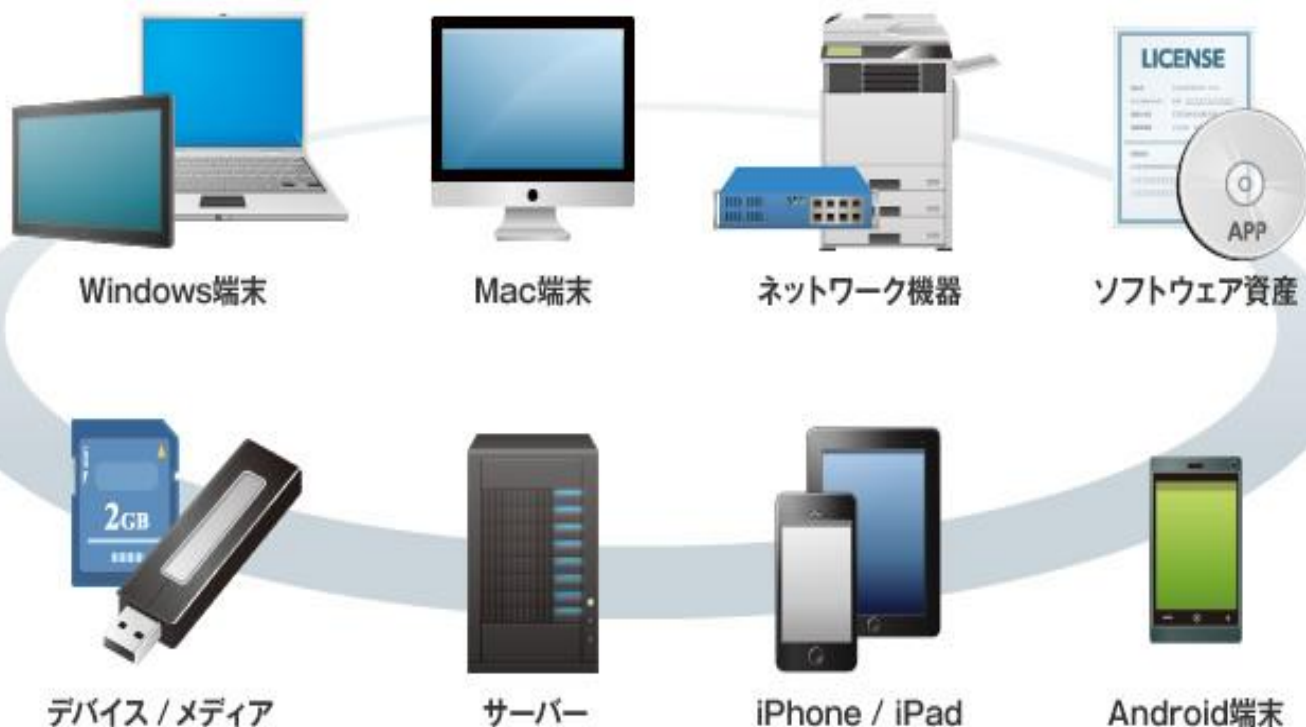 LICENSE
APP
Windows端末
Mac端末
ネットワーク機器
ソフトウェア資産
2GB
デバイス / メディア
サーバー
iPhone / iPad
Android端末